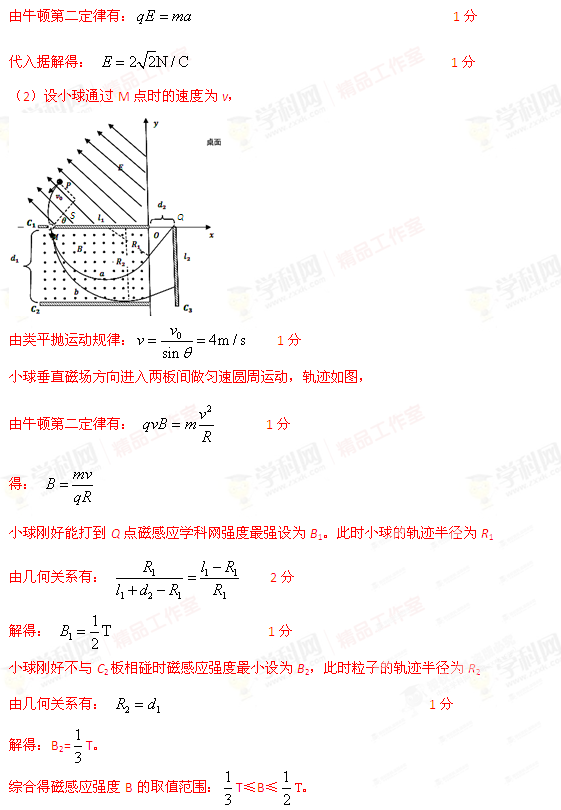 由牛顿第二定律有：qE = ma 1分
代入据解得： E = 2√2N / C 1分
（2）设小球通过 M 点时的速度为 v，
y
桌面
E
P
v₀
d₂
C₁ θ S l₁ Q
M O x
B R₁
d₁ R₂ l₂
a
b
C₂ C₃
由类平抛运动规律：v = v₀/sin θ = 4m / s 1分
小球垂直磁场方向进入两板间做匀速圆周运动，轨迹如图，
由牛顿第二定律有： qvB = m v²/R 1分
得： B = mv/qR
小球刚好能打到 Q 点磁感应学科网强度最强设为 B₁。此时小球的轨迹半径为 R₁
由几何关系有： R₁/(l₁ + d₂ − R₁) = (l₁ − R₁)/R₁ 2分
解得： B₁ = 1/2 T 1分
小球刚好不与 C₂ 板相碰时磁感应强度最小设为 B₂，此时粒子的轨迹半径为 R₂
由几何关系有： R₂ = d₁ 1分
解得：B₂= 1/3 T。
综合得磁感应强度 B 的取值范围： 1/3 T≤B≤ 1/2 T。